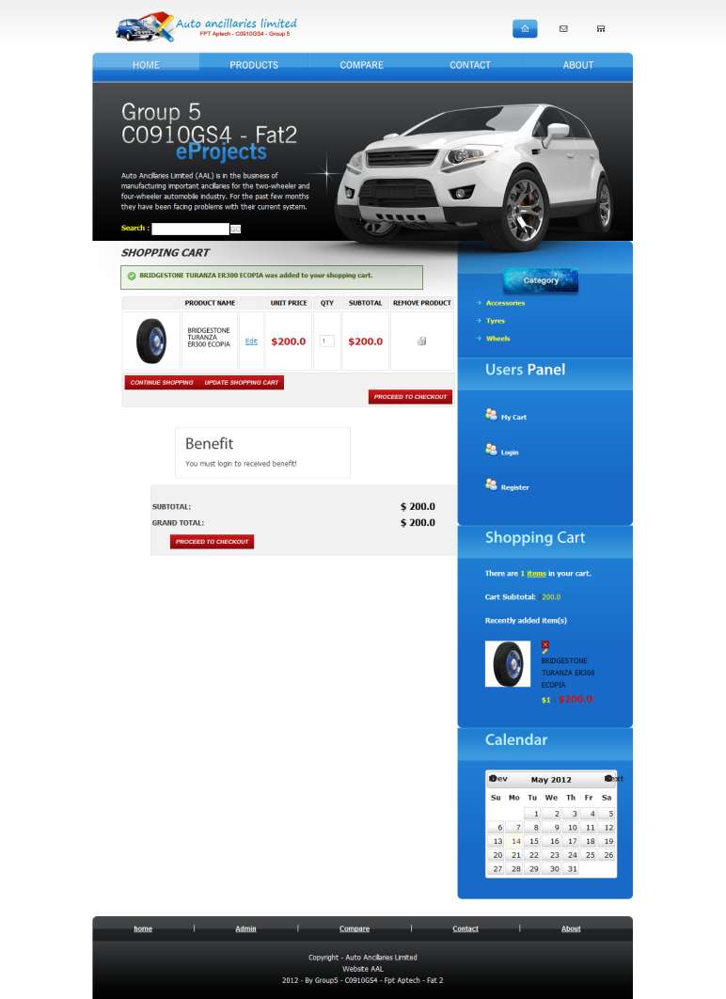 Auto ancillaries limited
FPT Aptech - C0910GS4 - Group 5
HOME PRODUCTS COMPARE CONTACT ABOUT
Group 5
C0910GS4 - Fat2
eProjects
Auto Ancillaries Limited (AAL) is in the business of
manufacturing important ancillaries for the two-wheeler and
four-wheeler automobile industry. For the past few months
they have been facing problems with their current system.
Search : GO
SHOPPING CART
BRIDGESTONE TURANZA ER300 ECOPIA was added to your shopping cart.
PRODUCT NAME UNIT PRICE QTY SUBTOTAL REMOVE PRODUCT
BRIDGESTONE
TURANZA
ER300 ECOPIA
Edit $200.0 1 $200.0
CONTINUE SHOPPING UPDATE SHOPPING CART
PROCEED TO CHECKOUT
Benefit
You must login to received benefit!
SUBTOTAL: $ 200.0
GRAND TOTAL: $ 200.0
PROCEED TO CHECKOUT
Category
Accessories
Tyres
Wheels
Users Panel
My Cart
Login
Register
Shopping Cart
There are 1 items in your cart.
Cart Subtotal: 200.0
Recently added item(s)
BRIDGESTONE
TURANZA ER300
ECOPIA
$1 : $200.0
Calendar
May 2012
Su Mo Tu We Th Fr Sa
1 2 3 4 5
6 7 8 9 10 11 12
13 14 15 16 17 18 19
20 21 22 23 24 25 26
27 28 29 30 31
home | Admin | Compare | Contact | About
Copyright - Auto Ancillaries Limited
Website AAL
2012 - By Group5 - C0910GS4 - Fpt Aptech - Fat 2